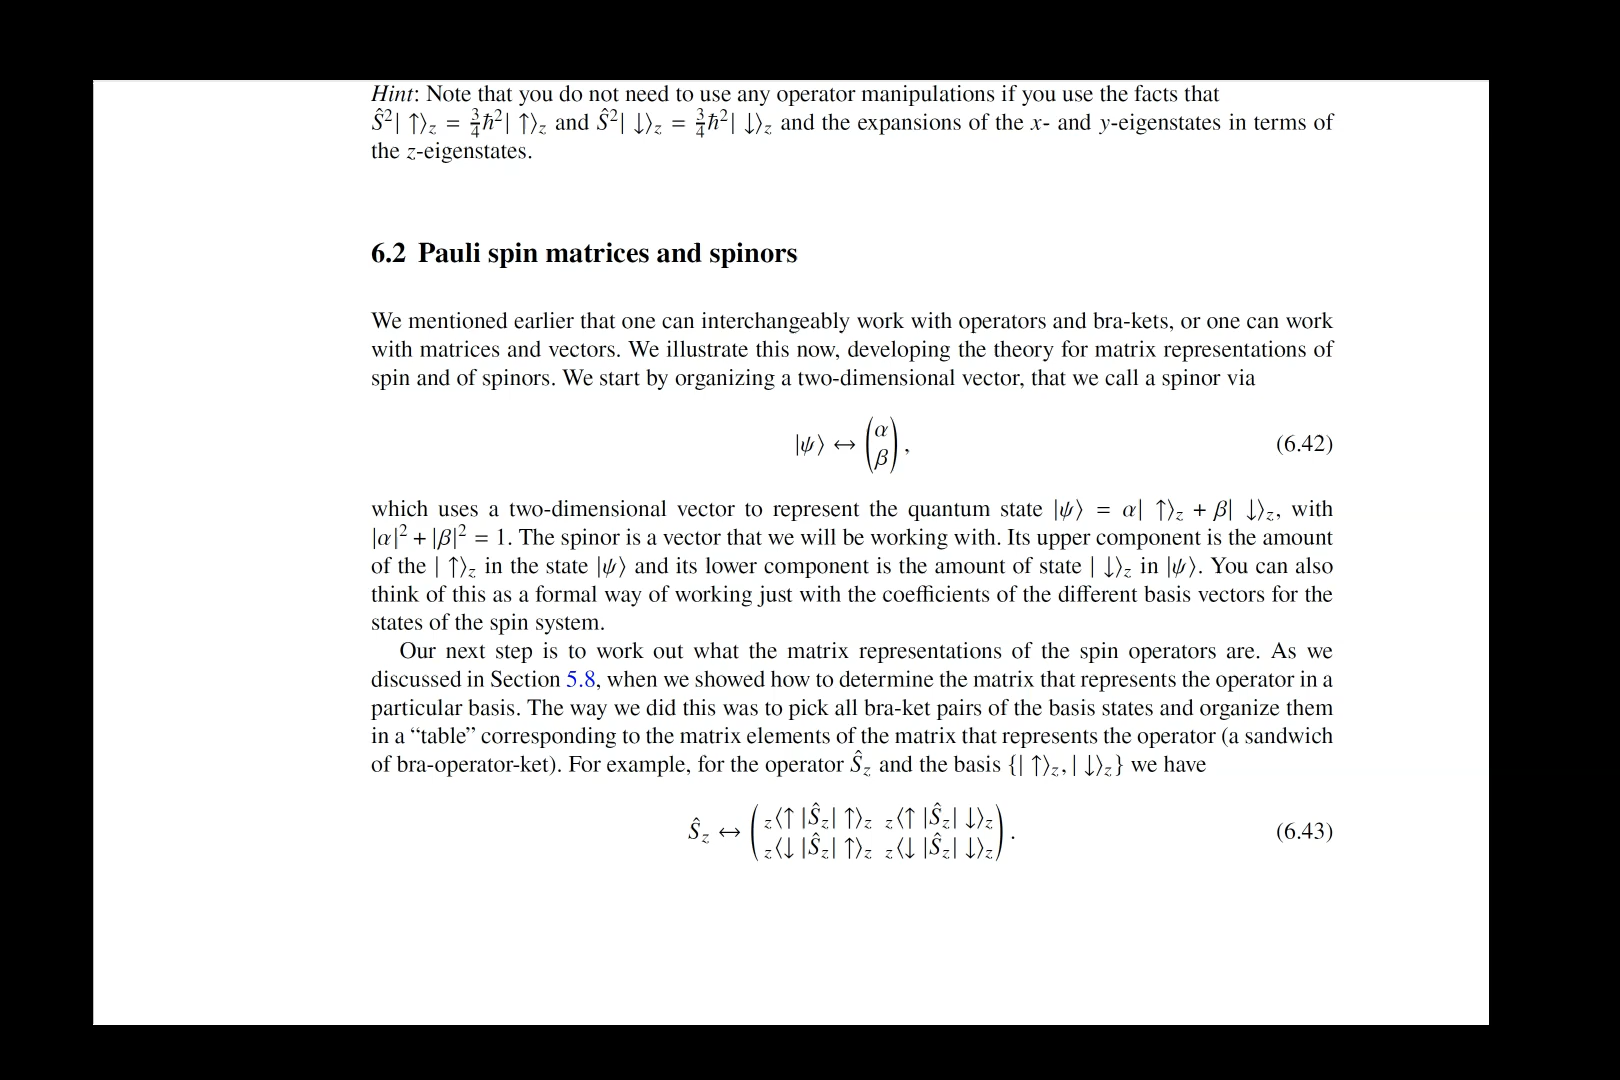 Hint: Note that you do not need to use any operator manipulations if you use the facts that
Ŝ²| ↑⟩z = 3/4ħ²| ↑⟩z and Ŝ²| ↓⟩z = 3/4ħ²| ↓⟩z and the expansions of the x- and y-eigenstates in terms of
the z-eigenstates.
6.2 Pauli spin matrices and spinors
We mentioned earlier that one can interchangeably work with operators and bra-kets, or one can work
with matrices and vectors. We illustrate this now, developing the theory for matrix representations of
spin and of spinors. We start by organizing a two-dimensional vector, that we call a spinor via
|ψ⟩ ↔ (α β), (6.42)
which uses a two-dimensional vector to represent the quantum state |ψ⟩ = α| ↑⟩z + β| ↓⟩z, with
|α|² + |β|² = 1. The spinor is a vector that we will be working with. Its upper component is the amount
of the | ↑⟩z in the state |ψ⟩ and its lower component is the amount of state | ↓⟩z in |ψ⟩. You can also
think of this as a formal way of working just with the coefficients of the different basis vectors for the
states of the spin system.
Our next step is to work out what the matrix representations of the spin operators are. As we
discussed in Section 5.8, when we showed how to determine the matrix that represents the operator in a
particular basis. The way we did this was to pick all bra-ket pairs of the basis states and organize them
in a “table” corresponding to the matrix elements of the matrix that represents the operator (a sandwich
of bra-operator-ket). For example, for the operator Ŝz and the basis {| ↑⟩z, | ↓⟩z} we have
Ŝz ↔ (z⟨↑ |Ŝz| ↑⟩z z⟨↑ |Ŝz| ↓⟩z
z⟨↓ |Ŝz| ↑⟩z z⟨↓ |Ŝz| ↓⟩z). (6.43)